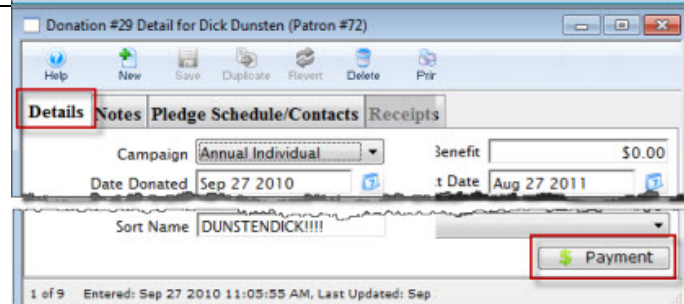 Donation #29 Detail for Dick Dunsten (Patron #72)
Help New Save Duplicate Revert Delete Prir
Details Notes Pledge Schedule/Contacts Receipts
Campaign Annual Individual Benefit $0.00
Date Donated Sep 27 2010 t Date Aug 27 2011
Sort Name DUNSTENDICK!!!!
$ Payment
1 of 9 Entered: Sep 27 2010 11:05:55 AM, Last Updated: Sep